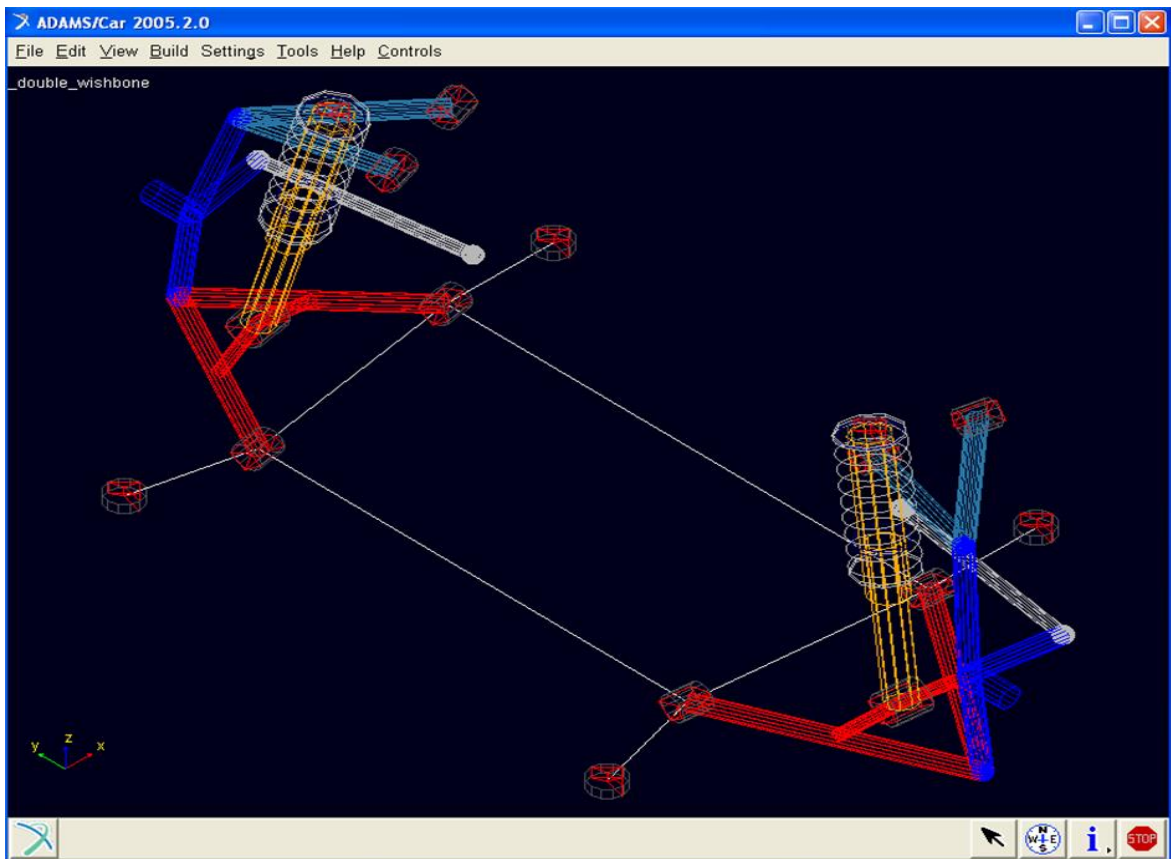 ADAMS/Car 2005.2.0
File Edit View Build Settings Tools Help Controls
_double_wishbone
y z x
N
W E
S
i
STOP